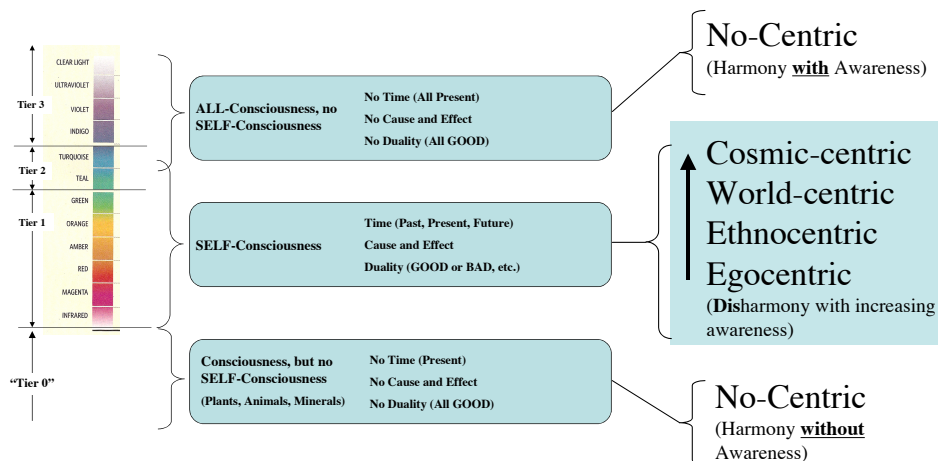 Tier 3
Tier 2
Tier 1
“Tier 0”
CLEAR LIGHT
ULTRAVIOLET
VIOLET
INDIGO
TURQUOISE
TEAL
GREEN
ORANGE
AMBER
RED
MAGENTA
INFRARED
ALL-Consciousness, no
SELF-Consciousness
No Time (All Present)
No Cause and Effect
No Duality (All GOOD)
SELF-Consciousness
Time (Past, Present, Future)
Cause and Effect
Duality (GOOD or BAD, etc.)
Consciousness, but no
SELF-Consciousness
(Plants, Animals, Minerals)
No Time (Present)
No Cause and Effect
No Duality (All GOOD)
No-Centric
(Harmony with Awareness)
Cosmic-centric
World-centric
Ethnocentric
Egocentric
(Disharmony with increasing
awareness)
No-Centric
(Harmony without
Awareness)